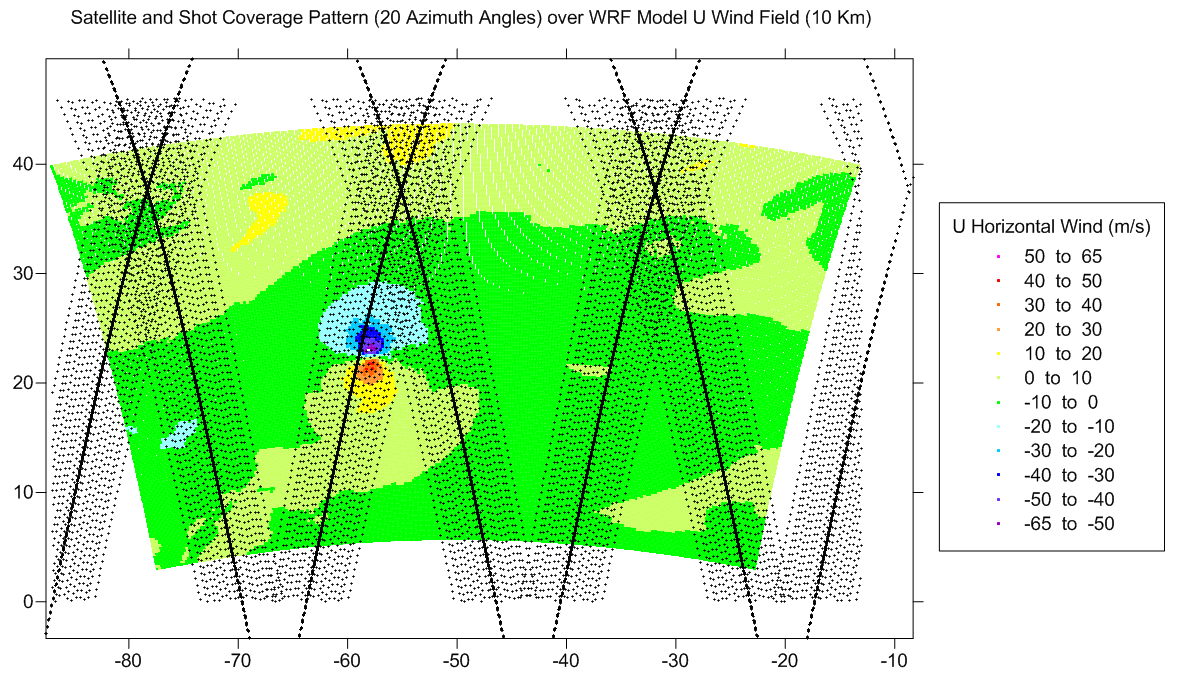 Satellite and Shot Coverage Pattern (20 Azimuth Angles) over WRF Model U Wind Field (10 Km)
40
30
20
10
0
-80 -70 -60 -50 -40 -30 -20 -10
U Horizontal Wind (m/s)
50 to 65
40 to 50
30 to 40
20 to 30
10 to 20
0 to 10
-10 to 0
-20 to -10
-30 to -20
-40 to -30
-50 to -40
-65 to -50